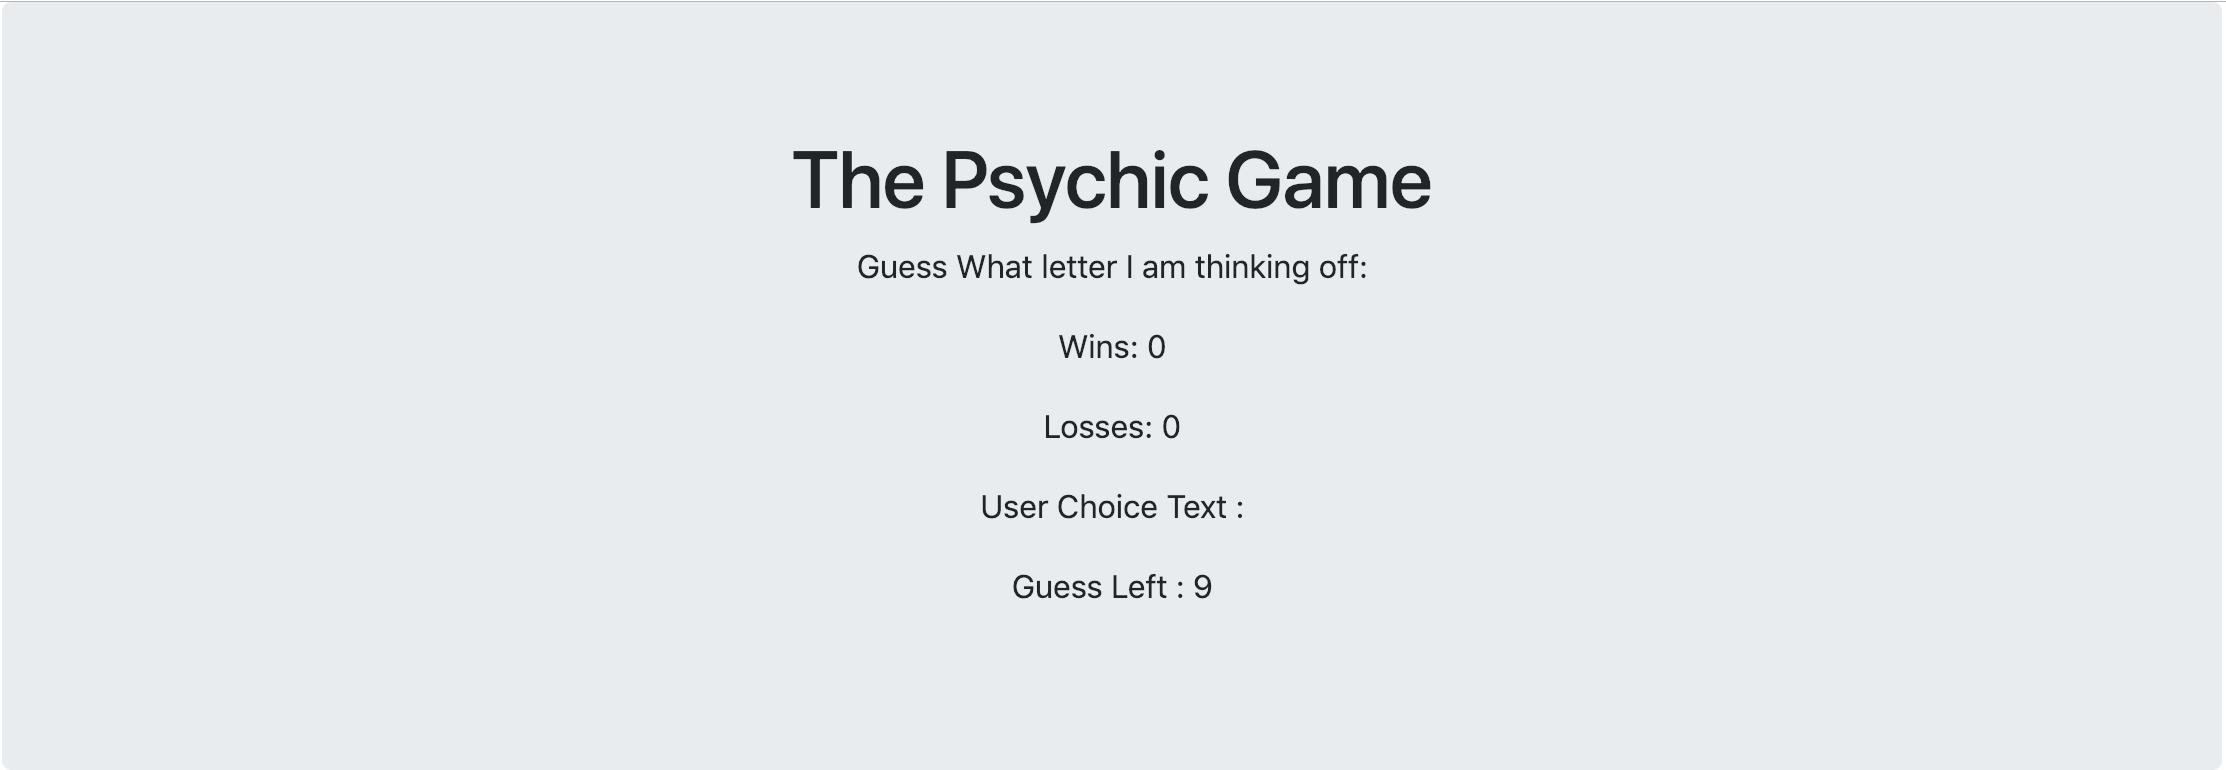 The Psychic Game
Guess What letter I am thinking off:
Wins: 0
Losses: 0
User Choice Text :
Guess Left : 9